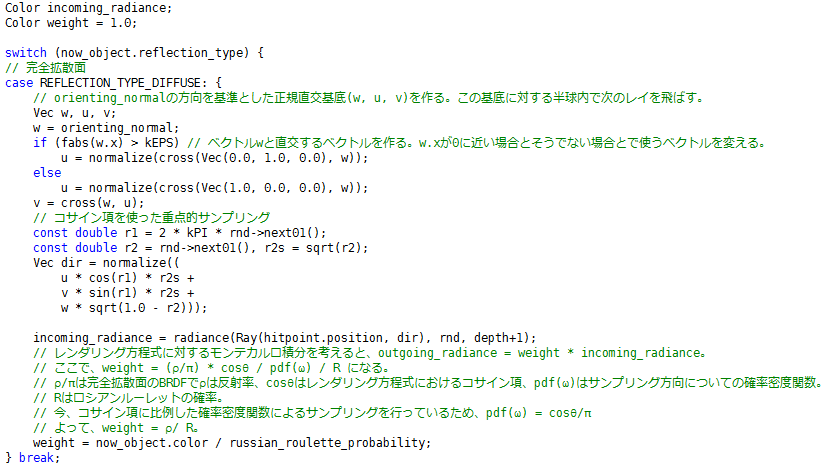 Color incoming_radiance;
Color weight = 1.0;
switch (now_object.reflection_type) {
// 完全拡散面
case REFLECTION_TYPE_DIFFUSE: {
// orienting_normalの方向を基準とした正規直交基底(w, u, v)を作る。この基底に対する半球内で次のレイを飛ばす。
Vec w, u, v;
w = orienting_normal;
if (fabs(w.x) > kEPS) // ベクトルwと直交するベクトルを作る。w.xが0に近い場合とそうでない場合とで使うベクトルを変える。
u = normalize(cross(Vec(0.0, 1.0, 0.0), w));
else
u = normalize(cross(Vec(1.0, 0.0, 0.0), w));
v = cross(w, u);
// コサイン項を使った重点的サンプリング
const double r1 = 2 * kPI * rnd->next01();
const double r2 = rnd->next01(), r2s = sqrt(r2);
Vec dir = normalize((
u * cos(r1) * r2s +
v * sin(r1) * r2s +
w * sqrt(1.0 - r2)));
incoming_radiance = radiance(Ray(hitpoint.position, dir), rnd, depth+1);
// レンダリング方程式に対するモンテカルロ積分を考えると、outgoing_radiance = weight * incoming_radiance。
// ここで、weight = (ρ/π) * cosθ / pdf(ω) / R になる。
// ρ/πは完全拡散面のBRDFでρは反射率、cosθはレンダリング方程式におけるコサイン項、pdf(ω)はサンプリング方向についての確率密度関数。
// Rはロシアンルーレットの確率。
// 今、コサイン項に比例した確率密度関数によるサンプリングを行っているため、pdf(ω) = cosθ/π
// よって、weight = ρ/ R。
weight = now_object.color / russian_roulette_probability;
} break;